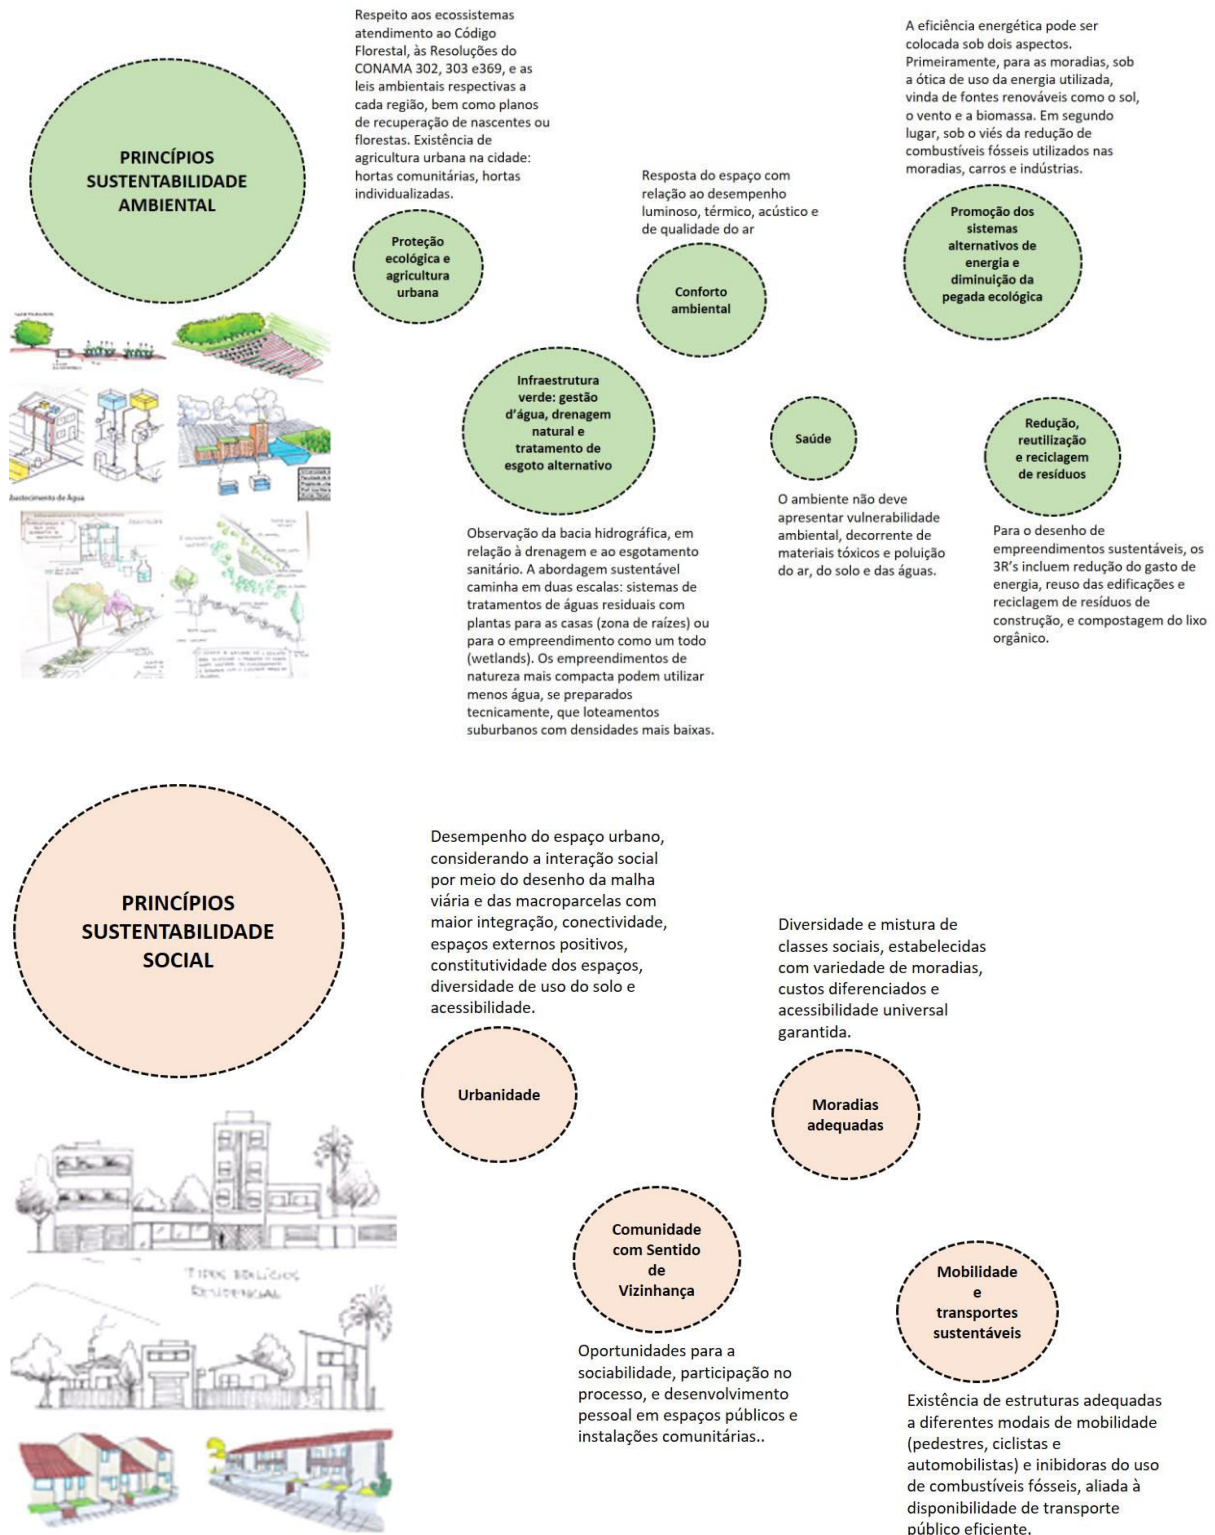 PRINCÍPIOS
SUSTENTABILIDADE
AMBIENTAL
Respeito aos ecossistemas
atendimento ao Código
Florestal, às Resoluções do
CONAMA 302, 303 e369, e as
leis ambientais respectivas a
cada região, bem como planos
de recuperação de nascentes ou
florestas. Existência de
agricultura urbana na cidade:
hortas comunitárias, hortas
individualizadas.
Proteção
ecológica e
agricultura
urbana
Resposta do espaço com
relação ao desempenho
luminoso, térmico, acústico e
de qualidade do ar
Conforto
ambiental
A eficiência energética pode ser
colocada sob dois aspectos.
Primeiramente, para as moradias, sob
a ótica de uso da energia utilizada,
vinda de fontes renováveis como o sol,
o vento e a biomassa. Em segundo
lugar, sob o viés da redução de
combustíveis fósseis utilizados nas
moradias, carros e indústrias.
Promoção dos
sistemas
alternativos de
energia e
diminuição da
pegada ecológica
Infraestrutura
verde: gestão
d'água, drenagem
natural e
tratamento de
esgoto alternativo
Observação da bacia hidrográfica, em
relação à drenagem e ao esgotamento
sanitário. A abordagem sustentável
caminha em duas escalas: sistemas de
tratamentos de águas residuais com
plantas para as casas (zona de raízes) ou
para o empreendimento como um todo
(wetlands). Os empreendimentos de
natureza mais compacta podem utilizar
menos água, se preparados
tecnicamente, que loteamentos
suburbanos com densidades mais baixas.
Saúde
O ambiente não deve
apresentar vulnerabilidade
ambiental, decorrente de
materiais tóxicos e poluição
do ar, do solo e das águas.
Redução,
reutilização
e reciclagem
de resíduos
Para o desenho de
empreendimentos sustentáveis, os
3R's incluem redução do gasto de
energia, reuso das edificações e
reciclagem de resíduos de
construção, e compostagem do lixo
orgânico.
bastecimento de Água
PRINCÍPIOS
SUSTENTABILIDADE
SOCIAL
Desempenho do espaço urbano,
considerando a interação social
por meio do desenho da malha
viária e das macroparcelas com
maior integração, conectividade,
espaços externos positivos,
constitutividade dos espaços,
diversidade de uso do solo e
acessibilidade.
Urbanidade
Diversidade e mistura de
classes sociais, estabelecidas
com variedade de moradias,
custos diferenciados e
acessibilidade universal
garantida.
Moradias
adequadas
Comunidade
com Sentido
de
Vizinhança
Oportunidades para a
sociabilidade, participação no
processo, e desenvolvimento
pessoal em espaços públicos e
instalações comunitárias..
Mobilidade
e
transportes
sustentáveis
Existência de estruturas adequadas
a diferentes modais de mobilidade
(pedestres, ciclistas e
automobilistas) e inibidoras do uso
de combustíveis fósseis, aliada à
disponibilidade de transporte
público eficiente.
TIPOS EDILÍCIOS
RESIDENCIAL